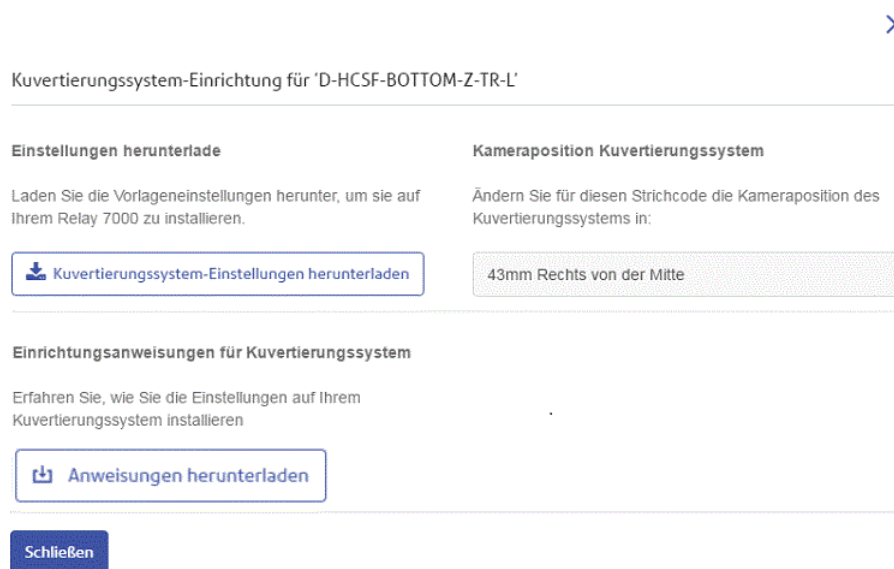 Kuvertierungssystem-Einrichtung für 'D-HCSF-BOTTOM-Z-TR-L'
Einstellungen herunterlade
Laden Sie die Vorlageneinstellungen herunter, um sie auf
Ihrem Relay 7000 zu installieren.
Kuvertierungssystem-Einstellungen herunterladen
Kameraposition Kuvertierungssystem
Ändern Sie für diesen Strichcode die Kameraposition des
Kuvertierungssystems in:
43mm Rechts von der Mitte
Einrichtungsanweisungen für Kuvertierungssystem
Erfahren Sie, wie Sie die Einstellungen auf Ihrem
Kuvertierungssystem installieren
Anweisungen herunterladen
Schließen